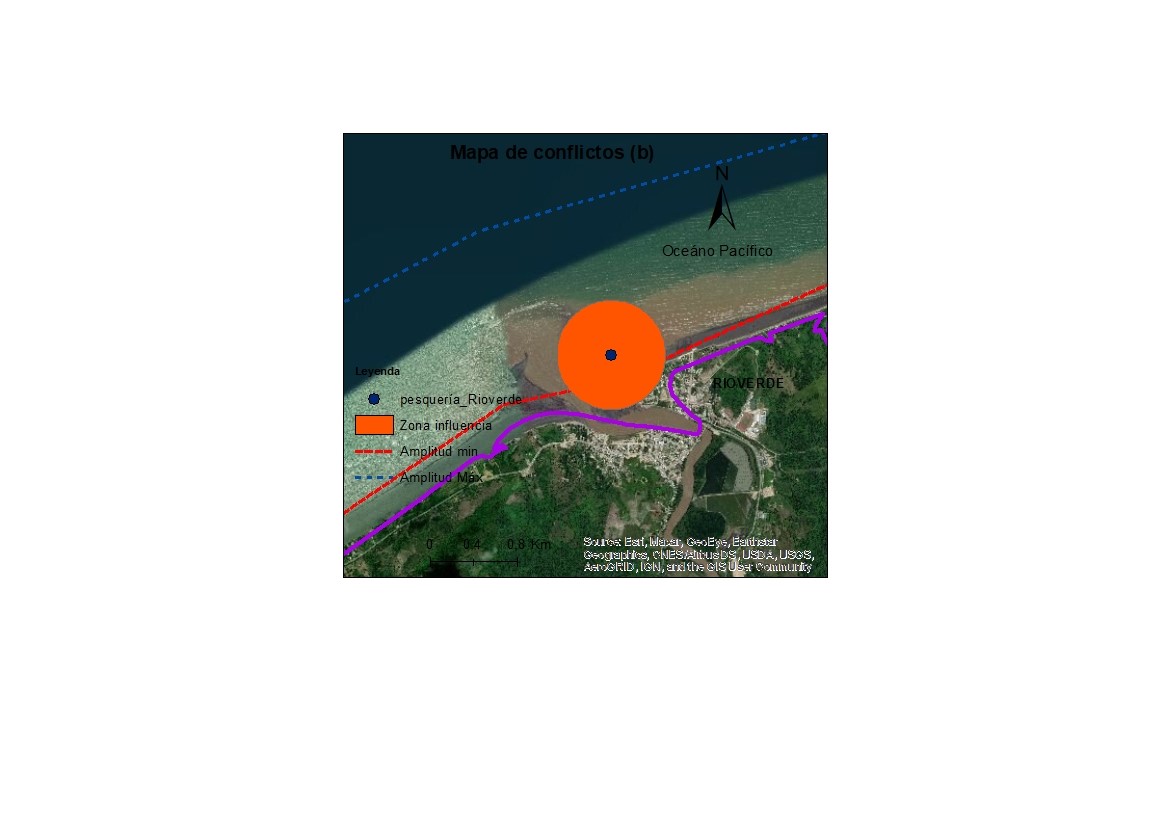 Mapa de conflictos (b)
N
Oceáno Pacífico
Leyenda
RIOVERDE
pesquería_Rioverde
Zona influencia
Amplitud min
Amplitud Máx
0 0,4 0,8 Km
Source: Esri, Maxar, GeoEye, Earthstar
Geographics, CNES/Airbus DS, USDA, USGS,
AeroGRID, IGN, and the GIS User Community